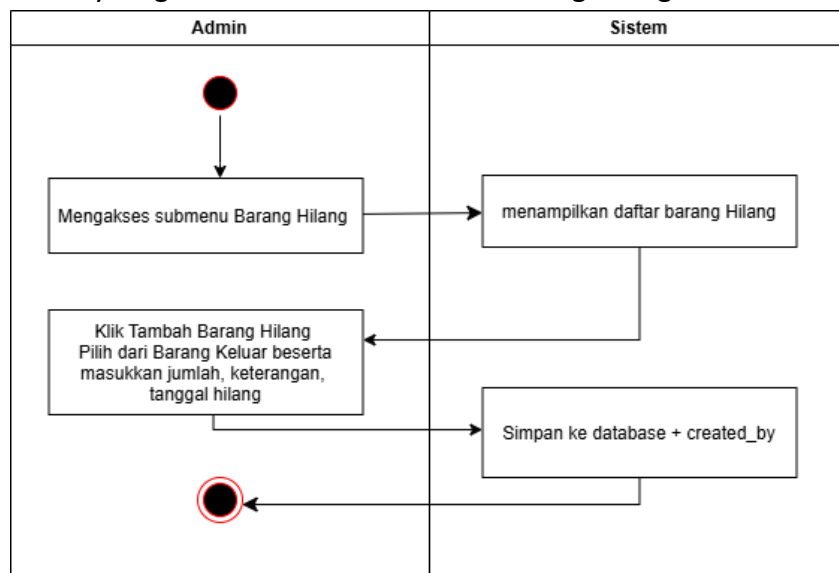 Admin
Sistem
Mengakses submenu Barang Hilang
menampilkan daftar barang Hilang
Klik Tambah Barang Hilang
Pilih dari Barang Keluar beserta
masukkan jumlah, keterangan,
tanggal hilang
Simpan ke database + created_by